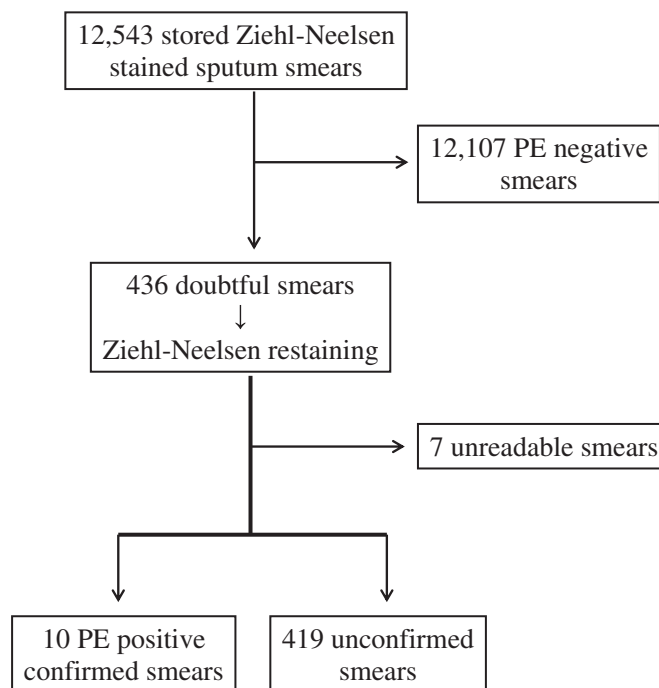 12,543 stored Ziehl-Neelsen
stained sputum smears
12,107 PE negative
smears
436 doubtful smears
↓
Ziehl-Neelsen restaining
7 unreadable smears
10 PE positive
confirmed smears
419 unconfirmed
smears